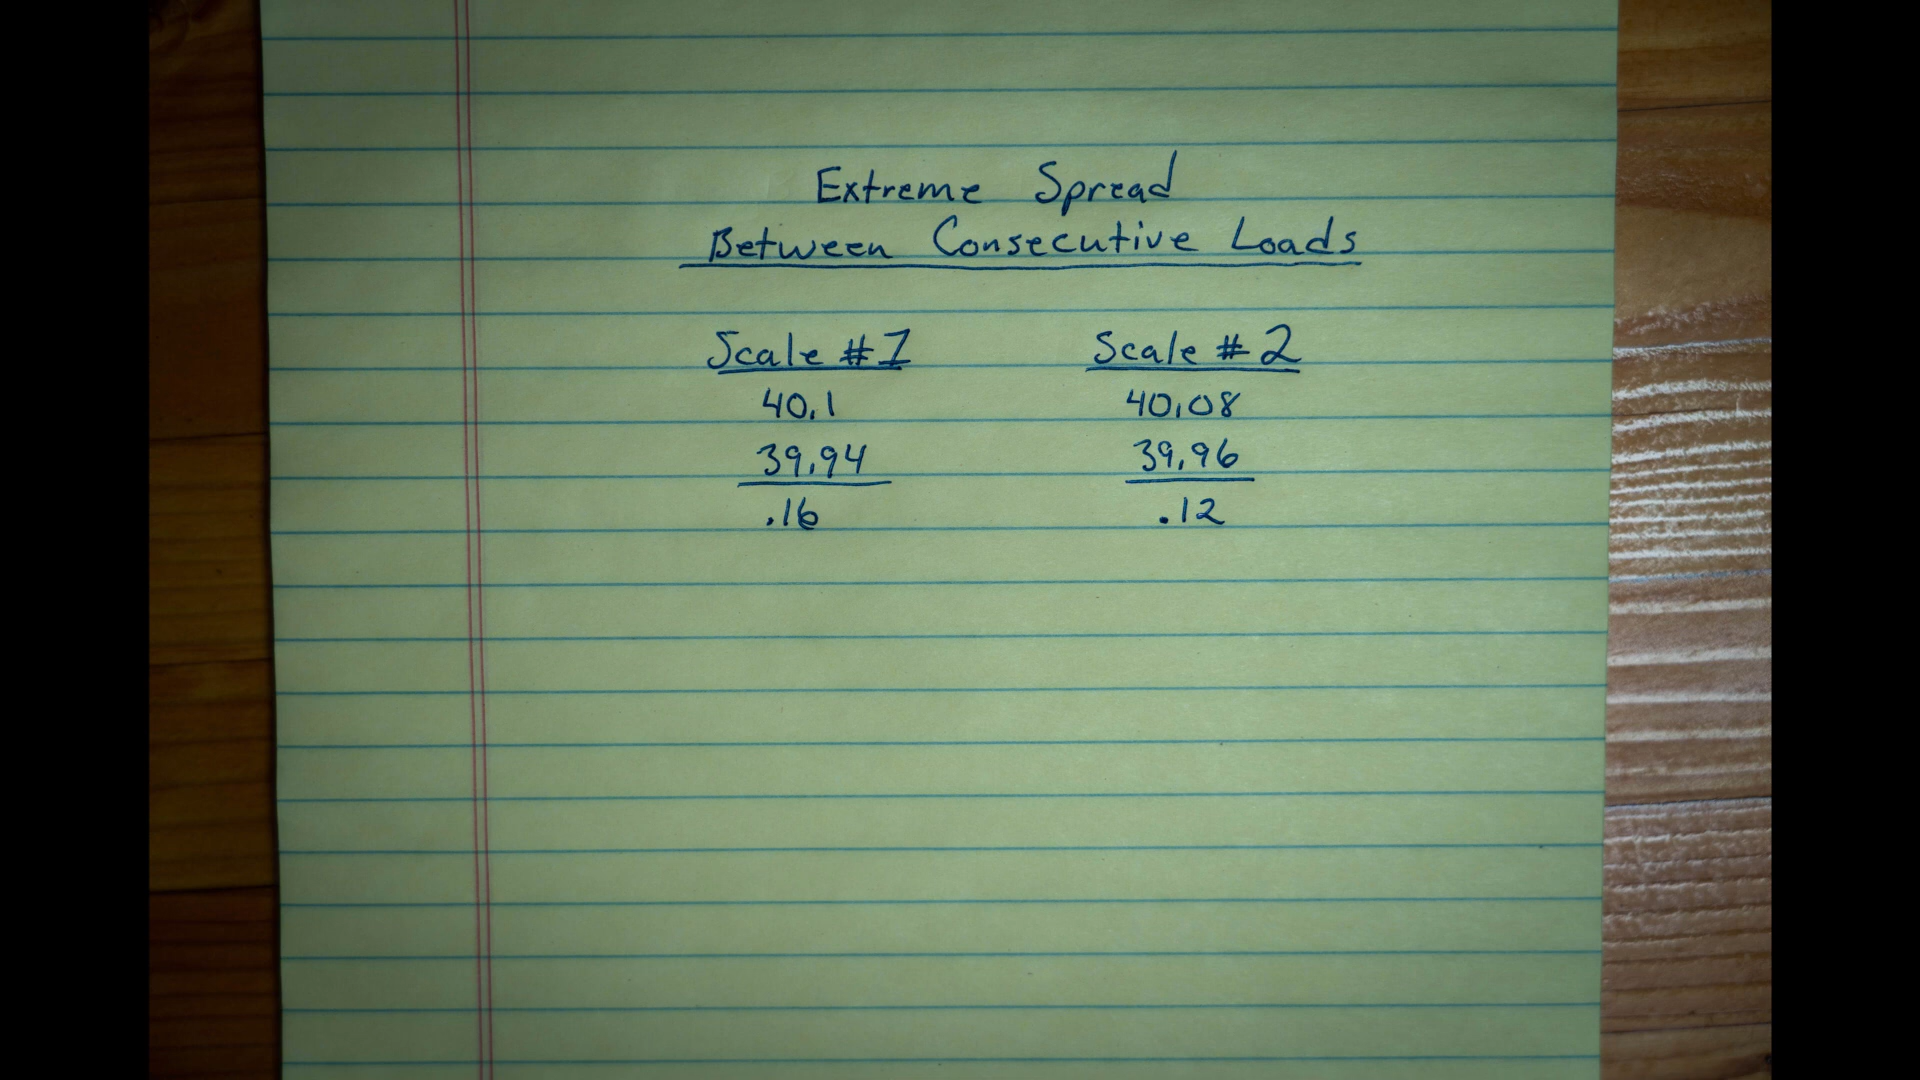 Extreme Spread
Between Consecutive Loads
Scale #1 Scale #2
40.1 40.08
39.94 39.96
.16 .12